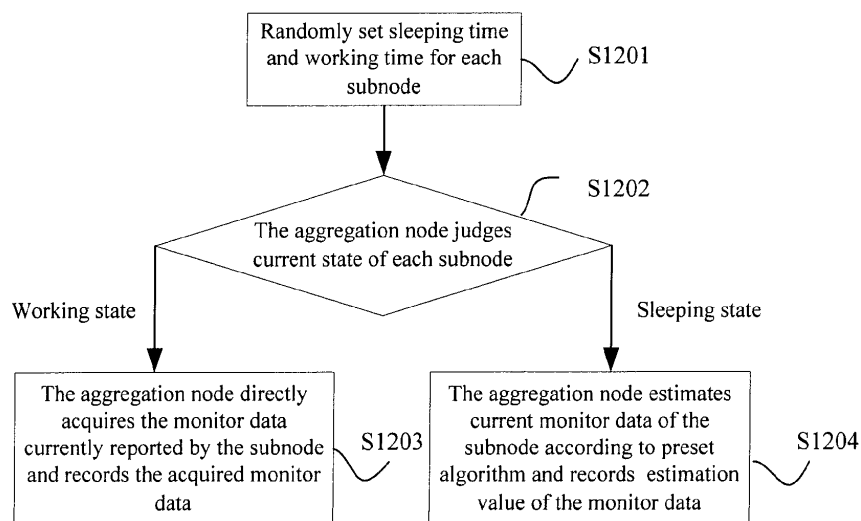 Randomly set sleeping time
and working time for each
subnode
S1201
S1202
The aggregation node judges
current state of each subnode
Working state
Sleeping state
The aggregation node directly
acquires the monitor data
currently reported by the subnode
and records the acquired monitor
data
S1203
The aggregation node estimates
current monitor data of the
subnode according to preset
algorithm and records estimation
value of the monitor data
S1204